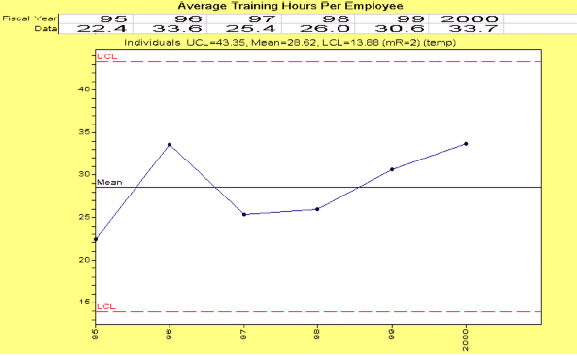 Average Training Hours Per Employee
Fiscal Year 95 96 97 98 99 2000
Data 22.4 33.6 25.4 26.0 30.6 33.7
Individuals UCL=43.35, Mean=28.62, LCL=13.88 (mR=2) (temp)
UCL
40
35
30
Mean
25
20
15
LCL
95 96 97 98 99 2000